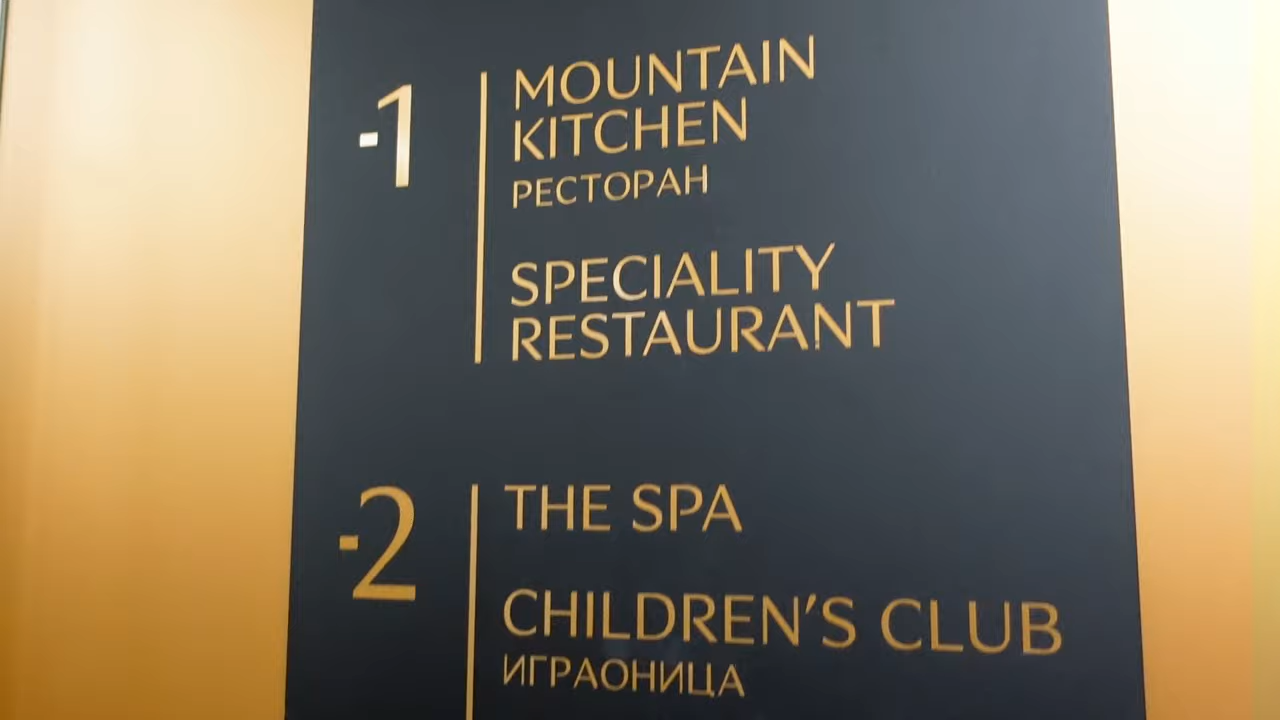 -1
MOUNTAIN
KITCHEN
РЕСТОРАН
SPECIALITY
RESTAURANT
-2
THE SPA
CHILDREN'S CLUB
ИГРАОНИЦА